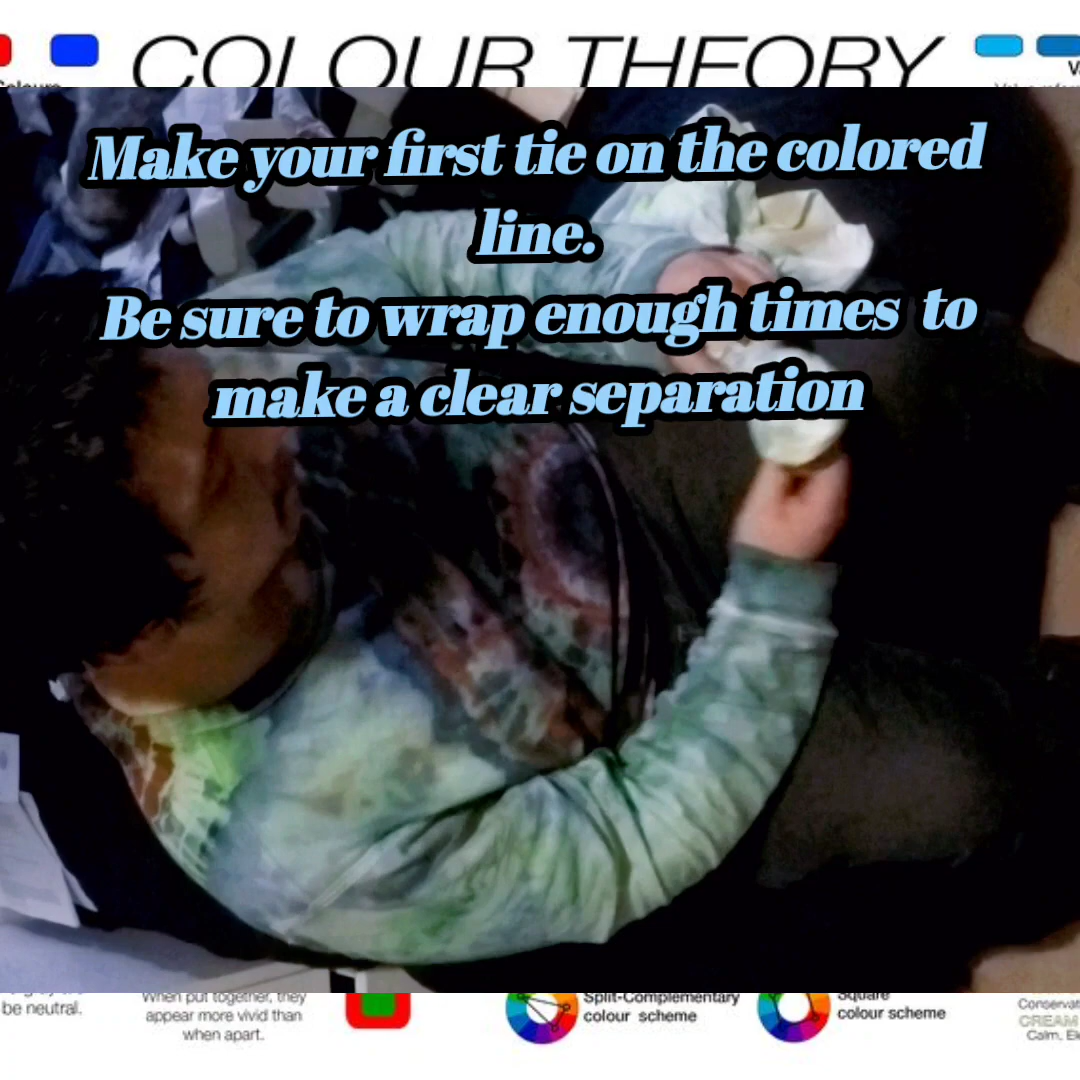 COLOUR THEORY
Make your first tie on the colored
line.
Be sure to wrap enough times to
make a clear separation
be neutral.
When put together, they
appear more vivid than
when apart.
Split-Complementary
colour scheme
Square
colour scheme
CREAM
Calm,